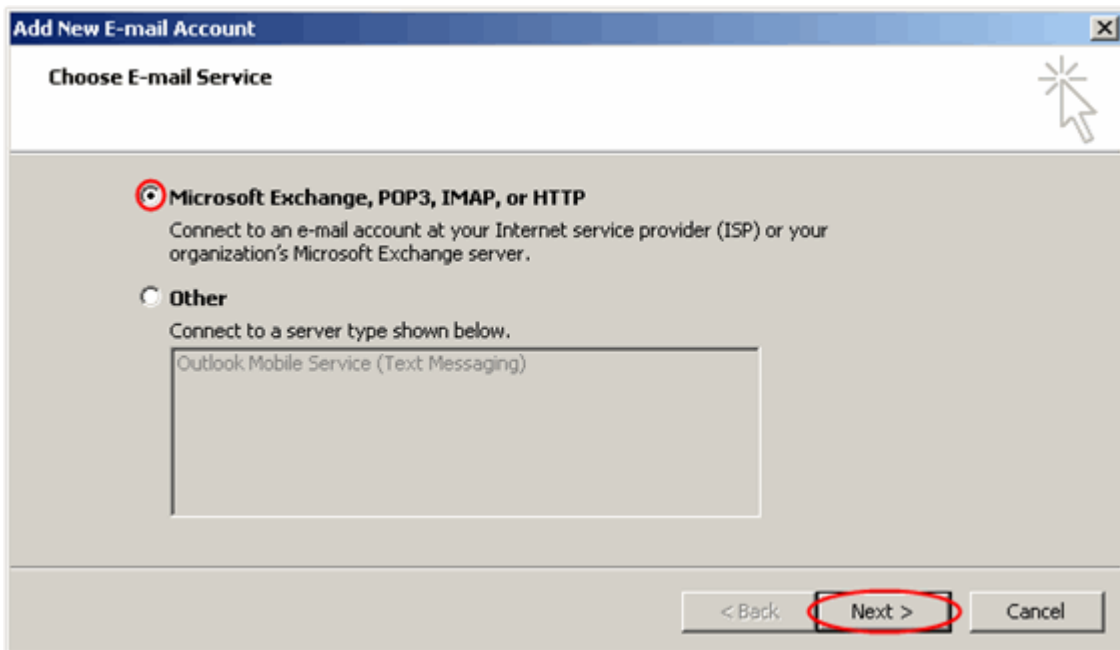 Add New E-mail Account
Choose E-mail Service
Microsoft Exchange, POP3, IMAP, or HTTP
Connect to an e-mail account at your Internet service provider (ISP) or your
organization's Microsoft Exchange server.
Other
Connect to a server type shown below.
Outlook Mobile Service (Text Messaging)
< Back Next > Cancel